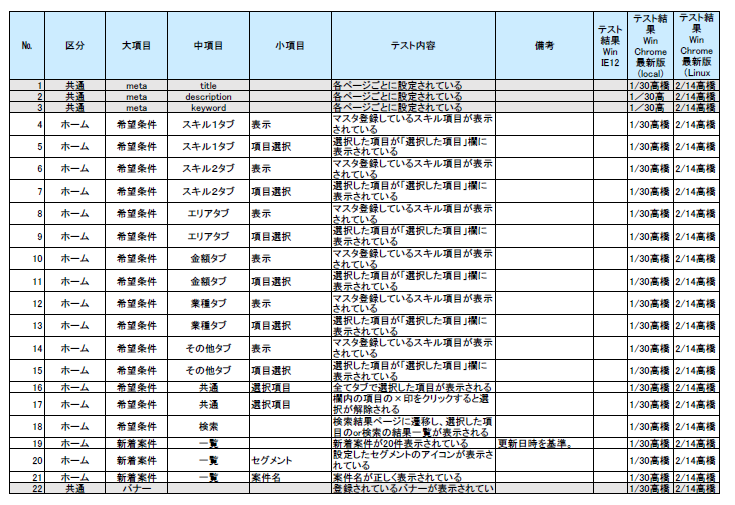 № 区分 大項目 中項目 小項目 テスト内容 備考 テスト結果 Win IE12 テスト結果 Win Chrome 最新版 (local) テスト結果 Win Chrome 最新版 (Linux
1 共通 meta title 各ページごとに設定されている 1/30高橋 2/14高橋
2 共通 meta description 各ページごとに設定されている 1／30高 2/14高橋
3 共通 meta keyword 各ページごとに設定されている 1／30高 2/14高橋
4 ホーム 希望条件 スキル１タブ 表示 マスタ登録しているスキル項目が表示されている 1/30高橋 2/14高橋
5 ホーム 希望条件 スキル１タブ 項目選択 選択した項目が「選択した項目」欄に表示されている 1/30高橋 2/14高橋
6 ホーム 希望条件 スキル２タブ 表示 マスタ登録しているスキル項目が表示されている 1/30高橋 2/14高橋
7 ホーム 希望条件 スキル２タブ 項目選択 選択した項目が「選択した項目」欄に表示されている 1/30高橋 2/14高橋
8 ホーム 希望条件 エリアタブ 表示 マスタ登録しているスキル項目が表示されている 1/30高橋 2/14高橋
9 ホーム 希望条件 エリアタブ 項目選択 選択した項目が「選択した項目」欄に表示されている 1/30高橋 2/14高橋
10 ホーム 希望条件 金額タブ 表示 マスタ登録しているスキル項目が表示されている 1/30高橋 2/14高橋
11 ホーム 希望条件 金額タブ 項目選択 選択した項目が「選択した項目」欄に表示されている 1/30高橋 2/14高橋
12 ホーム 希望条件 業種タブ 表示 マスタ登録しているスキル項目が表示されている 1/30高橋 2/14高橋
13 ホーム 希望条件 業種タブ 項目選択 選択した項目が「選択した項目」欄に表示されている 1/30高橋 2/14高橋
14 ホーム 希望条件 その他タブ 表示 マスタ登録しているスキル項目が表示されている 1/30高橋 2/14高橋
15 ホーム 希望条件 その他タブ 項目選択 選択した項目が「選択した項目」欄に表示されている 1/30高橋 2/14高橋
16 ホーム 希望条件 共通 選択項目 全てタブで選択した項目が表示される 1/30高橋 2/14高橋
17 ホーム 希望条件 共通 選択項目 欄内の項目の×印をクリックすると選択が解除される 1/30高橋 2/14高橋
18 ホーム 希望条件 検索 検索結果ページに遷移し、選択した項目のor検索の結果一覧が表示される 1/30高橋 2/14高橋
19 ホーム 新着案件 一覧 新着案件が20件表示されている 更新日時を基準。 1/30高橋 2/14高橋
20 ホーム 新着案件 一覧 セグメント 設定したセグメントのアイコンが表示されている 1/30高橋 2/14高橋
21 ホーム 新着案件 一覧 案件名 案件名が正しく表示されている 1/30高橋 2/14高橋
22 共通 バナー 登録されているバナーが表示されてい 1/30高橋 2/14高橋